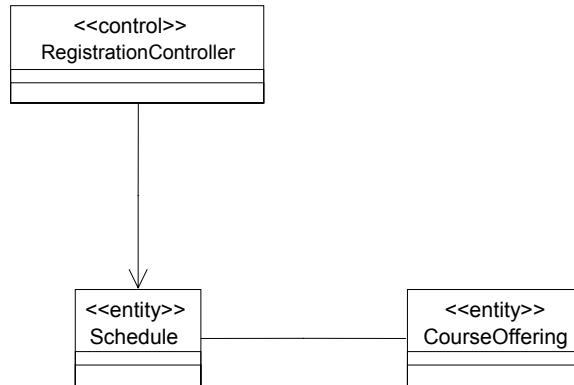 <<control>>
RegistrationController
<<entity>>
Schedule
<<entity>>
CourseOffering